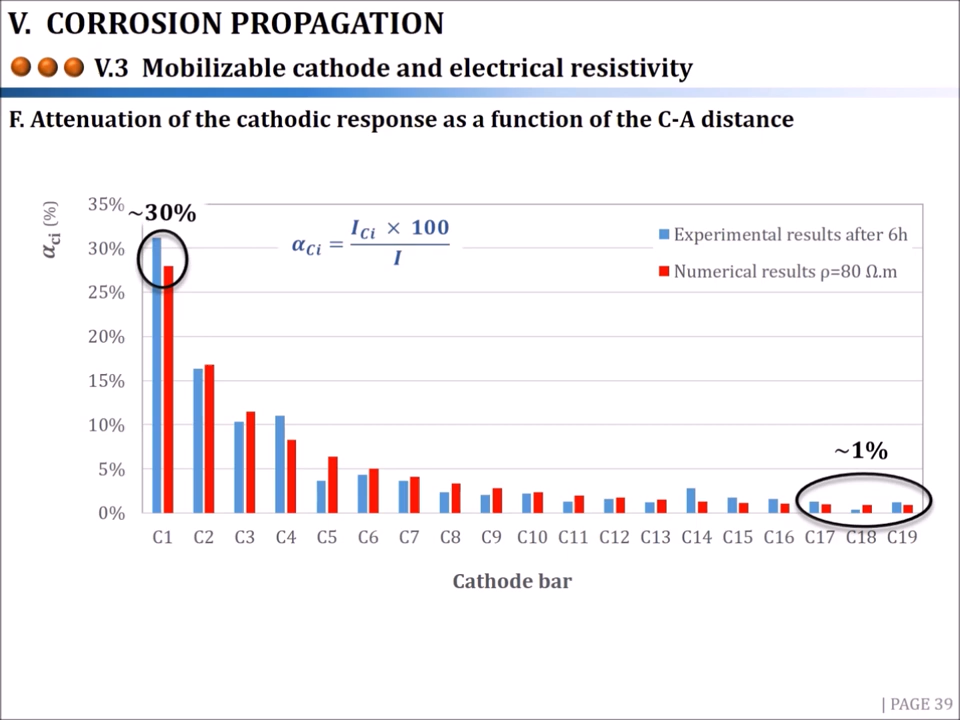 V. CORROSION PROPAGATION
V.3 Mobilizable cathode and electrical resistivity
F. Attenuation of the cathodic response as a function of the C-A distance
αci (%)
35%
~30%
30%
25%
20%
15%
10%
5%
0%
αCi = ICi × 100 / I
Experimental results after 6h
Numerical results ρ=80 Ω.m
~1%
C1 C2 C3 C4 C5 C6 C7 C8 C9 C10 C11 C12 C13 C14 C15 C16 C17 C18 C19
Cathode bar
| PAGE 39